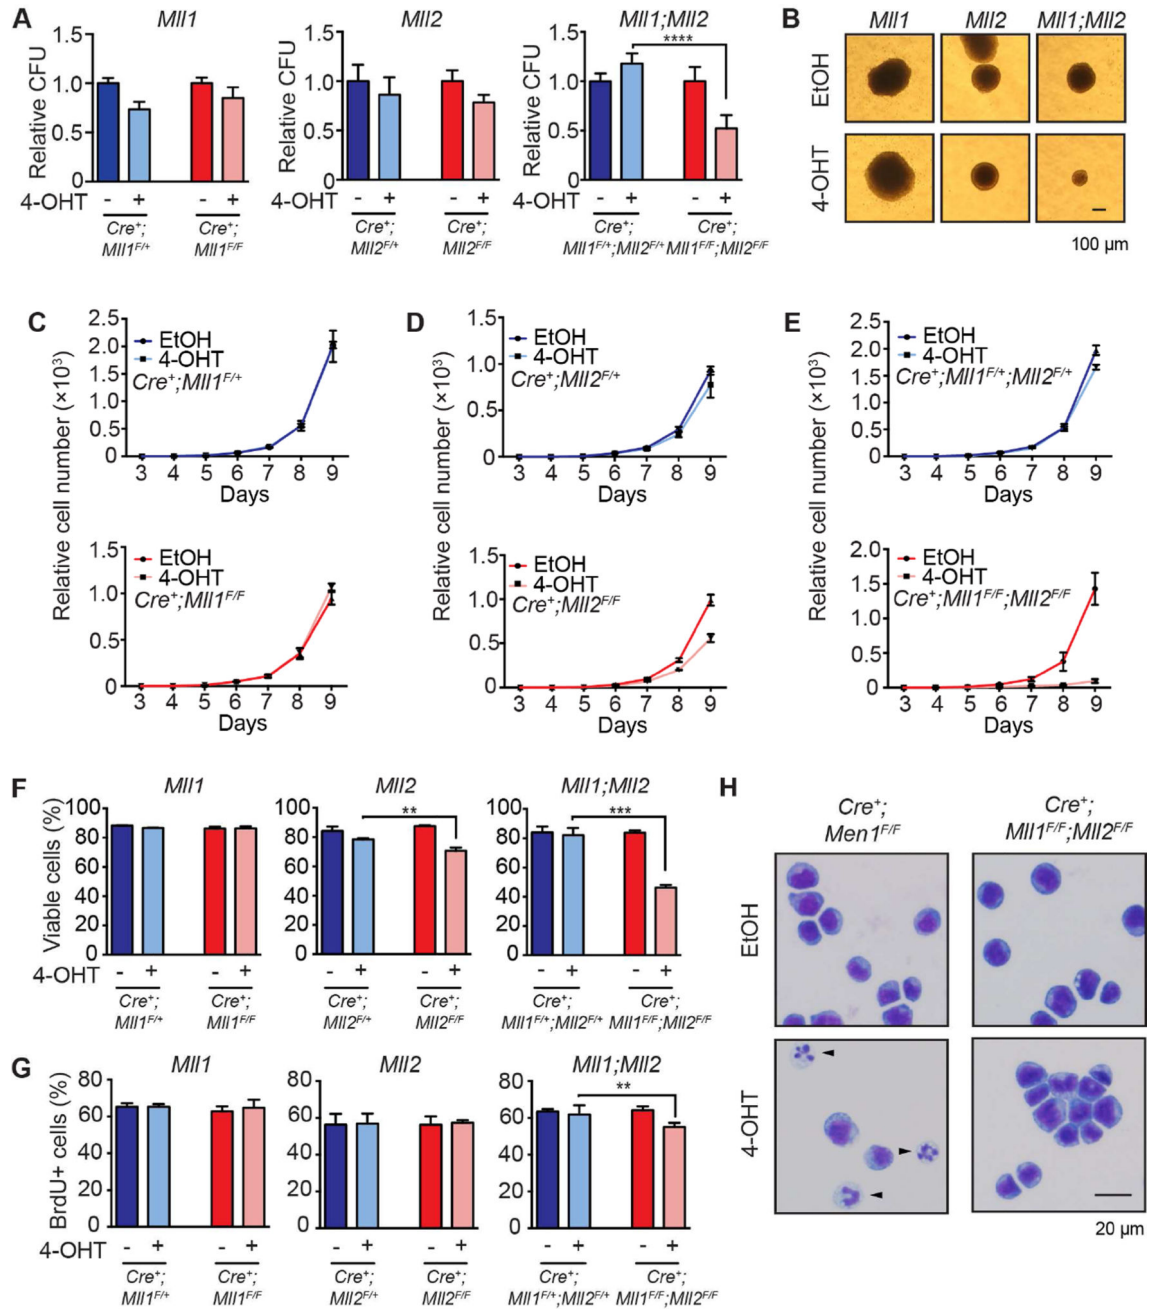 A
Mll1
Mll2
Mll1;Mll2
Relative CFU
1.5
1.0
0.5
0
4-OHT
- + - +
Cre⁺; Cre⁺;
Mll1F/+ Mll1F/F
Relative CFU
1.5
1.0
0.5
0
4-OHT
- + - +
Cre⁺; Cre⁺;
Mll2F/+ Mll2F/F
Relative CFU
1.5
1.0
0.5
0
****
4-OHT
- + - +
Cre⁺; Cre⁺;
Mll1F/+;Mll2F/+ Mll1F/F;Mll2F/F
B
Mll1 Mll2 Mll1;Mll2
EtOH
4-OHT
100 µm
C
Relative cell number (×10³)
2.5
2.0
1.5
1.0
0.5
0
EtOH
4-OHT
Cre⁺;Mll1F/+
3 4 5 6 7 8 9
Days
1.5
1.0
0.5
0
EtOH
4-OHT
Cre⁺;Mll1F/F
3 4 5 6 7 8 9
Days
D
Relative cell number (×10³)
1.5
1.0
0.5
0
EtOH
4-OHT
Cre⁺;Mll2F/+
3 4 5 6 7 8 9
Days
1.5
1.0
0.5
0
EtOH
4-OHT
Cre⁺;Mll2F/F
3 4 5 6 7 8 9
Days
E
Relative cell number (×10³)
2.5
2.0
1.5
1.0
0.5
0
EtOH
4-OHT
Cre⁺;Mll1F/+;Mll2F/+
3 4 5 6 7 8 9
Days
2.0
1.5
1.0
0.5
0
EtOH
4-OHT
Cre⁺;Mll1F/F;Mll2F/F
3 4 5 6 7 8 9
Days
F
Mll1
Mll2
Mll1;Mll2
Viable cells (%)
100
80
60
40
20
0
4-OHT
- + - +
Cre⁺; Cre⁺;
Mll1F/+ Mll1F/F
100
80
60
40
20
0
**
- + - +
Cre⁺; Cre⁺;
Mll2F/+ Mll2F/F
100
80
60
40
20
0
***
- + - +
Cre⁺; Cre⁺;
Mll1F/+;Mll2F/+ Mll1F/F;Mll2F/F
G
Mll1
Mll2
Mll1;Mll2
BrdU+ cells (%)
80
60
40
20
0
4-OHT
- + - +
Cre⁺; Cre⁺;
Mll1F/+ Mll1F/F
80
60
40
20
0
- + - +
Cre⁺; Cre⁺;
Mll2F/+ Mll2F/F
80
60
40
20
0
**
- + - +
Cre⁺; Cre⁺;
Mll1F/+;Mll2F/+ Mll1F/F;Mll2F/F
H
Cre⁺; Cre⁺;
Men1F/F Mll1F/F;Mll2F/F
EtOH
4-OHT
20 µm